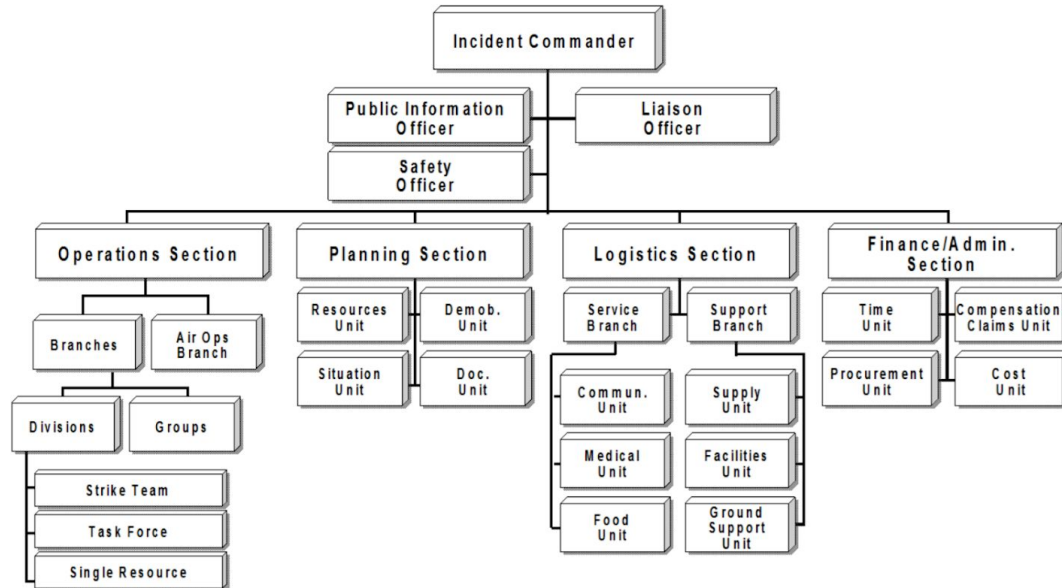 Incident Commander
Public Information
Officer
Liaison
Officer
Safety
Officer
Operations Section
Planning Section
Logistics Section
Finance/Admin.
Section
Branches
Air Ops
Branch
Resources
Unit
Demob.
Unit
Service
Branch
Support
Branch
Time
Unit
Compensation
Claims Unit
Situation
Unit
Doc.
Unit
Procurement
Unit
Cost
Unit
Divisions
Groups
Commun.
Unit
Supply
Unit
Medical
Unit
Facilities
Unit
Strike Team
Task Force
Single Resource
Food
Unit
Ground
Support
Unit